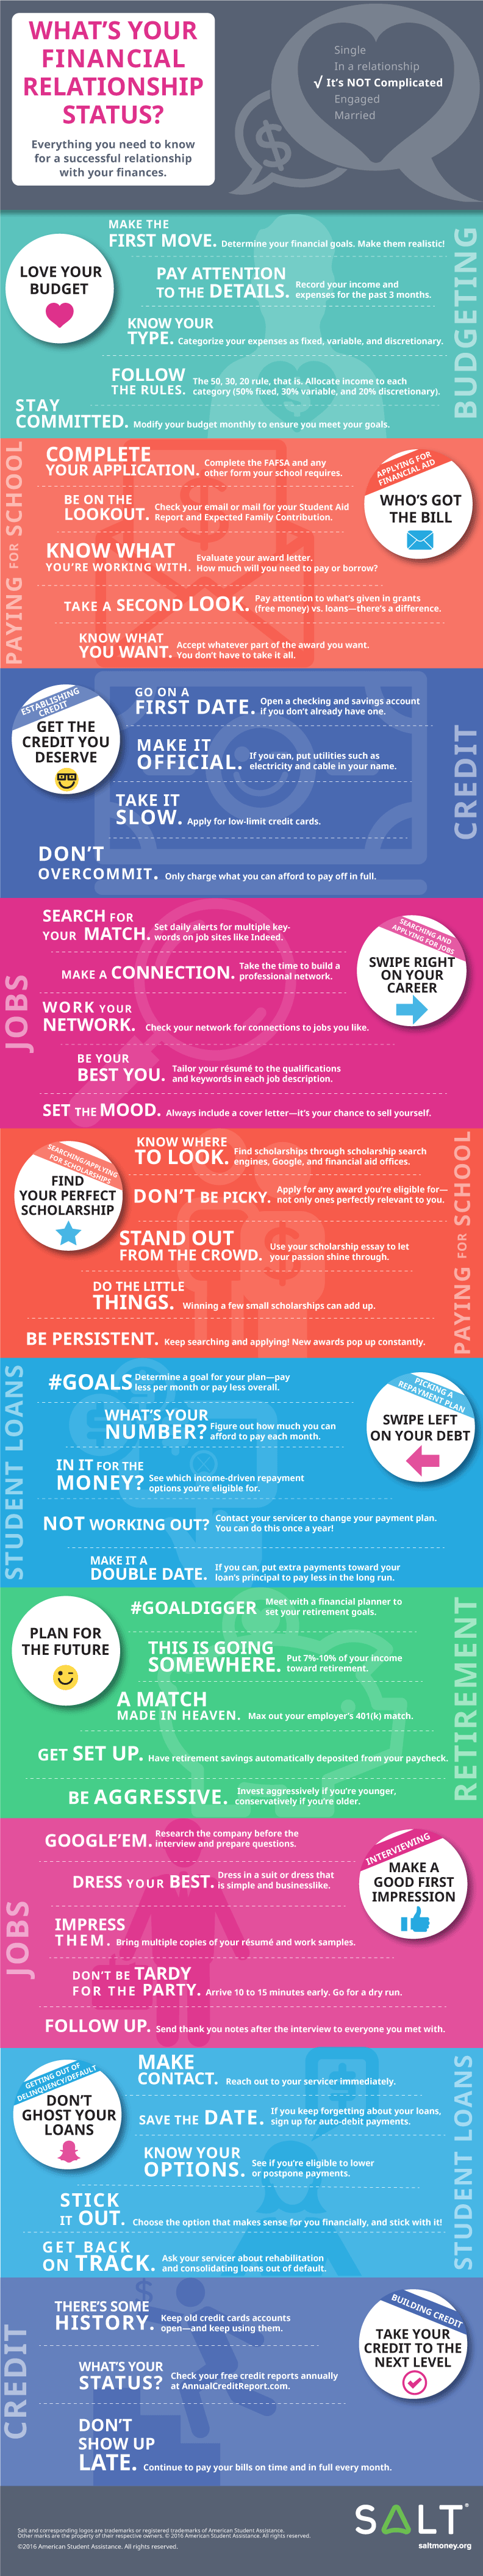 WHAT'S YOUR
FINANCIAL
RELATIONSHIP
STATUS?
Everything you need to know
for a successful relationship
with your finances.
Single
In a relationship
√ It's NOT Complicated
Engaged
Married
$
BUDGETING
LOVE YOUR
BUDGET
MAKE THE
FIRST MOVE. Determine your financial goals. Make them realistic!
PAY ATTENTION
TO THE DETAILS. Record your income and
expenses for the past 3 months.
KNOW YOUR
TYPE. Categorize your expenses as fixed, variable, and discretionary.
FOLLOW
THE RULES. The 50, 30, 20 rule, that is. Allocate income to each
category (50% fixed, 30% variable, and 20% discretionary).
STAY
COMMITTED. Modify your budget monthly to ensure you meet your goals.
PAYING FOR SCHOOL
APPLYING FOR
FINANCIAL AID
WHO'S GOT
THE BILL
COMPLETE
YOUR APPLICATION. Complete the FAFSA and any
other form your school requires.
BE ON THE
LOOKOUT. Check your email or mail for your Student Aid
Report and Expected Family Contribution.
KNOW WHAT
YOU'RE WORKING WITH. Evaluate your award letter.
How much will you need to pay or borrow?
TAKE A SECOND LOOK. Pay attention to what's given in grants
(free money) vs. loans—there's a difference.
KNOW WHAT
YOU WANT. Accept whatever part of the award you want.
You don't have to take it all.
CREDIT
ESTABLISHING
CREDIT
GET THE
CREDIT YOU
DESERVE
GO ON A
FIRST DATE. Open a checking and savings account
if you don't already have one.
MAKE IT
OFFICIAL. If you can, put utilities such as
electricity and cable in your name.
TAKE IT
SLOW. Apply for low-limit credit cards.
DON'T
OVERCOMMIT. Only charge what you can afford to pay off in full.
JOBS
SEARCHING AND
APPLYING FOR JOBS
SWIPE RIGHT
ON YOUR
CAREER
SEARCH FOR
YOUR MATCH. Set daily alerts for multiple key-
words on job sites like Indeed.
MAKE A CONNECTION. Take the time to build a
professional network.
WORK YOUR
NETWORK. Check your network for connections to jobs you like.
BE YOUR
BEST YOU. Tailor your résumé to the qualifications
and keywords in each job description.
SET THE MOOD. Always include a cover letter—it's your chance to sell yourself.
PAYING FOR SCHOOL
SEARCHING/APPLYING
FOR SCHOLARSHIPS
FIND
YOUR PERFECT
SCHOLARSHIP
KNOW WHERE
TO LOOK. Find scholarships through scholarship search
engines, Google, and financial aid offices.
DON'T BE PICKY. Apply for any award you're eligible for—
not only ones perfectly relevant to you.
STAND OUT
FROM THE CROWD. Use your scholarship essay to let
your passion shine through.
DO THE LITTLE
THINGS. Winning a few small scholarships can add up.
BE PERSISTENT. Keep searching and applying! New awards pop up constantly.
STUDENT LOANS
PICKING A
REPAYMENT PLAN
SWIPE LEFT
ON YOUR DEBT
#GOALS Determine a goal for your plan—pay
less per month or pay less overall.
WHAT'S YOUR
NUMBER? Figure out how much you can
afford to pay each month.
IN IT FOR THE
MONEY? See which income-driven repayment
options you're eligible for.
NOT WORKING OUT? Contact your servicer to change your payment plan.
You can do this once a year!
MAKE IT A
DOUBLE DATE. If you can, put extra payments toward your
loan's principal to pay less in the long run.
RETIREMENT
PLAN FOR
THE FUTURE
#GOALDIGGER Meet with a financial planner to
set your retirement goals.
THIS IS GOING
SOMEWHERE. Put 7%-10% of your income
toward retirement.
A MATCH
MADE IN HEAVEN. Max out your employer's 401(k) match.
GET SET UP. Have retirement savings automatically deposited from your paycheck.
BE AGGRESSIVE. Invest aggressively if you're younger,
conservatively if you're older.
JOBS
INTERVIEWING
MAKE A
GOOD FIRST
IMPRESSION
GOOGLE'EM. Research the company before the
interview and prepare questions.
DRESS YOUR BEST. Dress in a suit or dress that
is simple and businesslike.
IMPRESS
THEM. Bring multiple copies of your résumé and work samples.
DON'T BE TARDY
FOR THE PARTY. Arrive 10 to 15 minutes early. Go for a dry run.
FOLLOW UP. Send thank you notes after the interview to everyone you met with.
STUDENT LOANS
GETTING OUT OF
DELINQUENCY/DEFAULT
DON'T
GHOST YOUR
LOANS
MAKE
CONTACT. Reach out to your servicer immediately.
SAVE THE DATE. If you keep forgetting about your loans,
sign up for auto-debit payments.
KNOW YOUR
OPTIONS. See if you're eligible to lower
or postpone payments.
STICK
IT OUT. Choose the option that makes sense for you financially, and stick with it!
GET BACK
ON TRACK. Ask your servicer about rehabilitation
and consolidating loans out of default.
CREDIT
BUILDING CREDIT
TAKE YOUR
CREDIT TO THE
NEXT LEVEL
THERE'S SOME
HISTORY. Keep old credit cards accounts
open—and keep using them.
WHAT'S YOUR
STATUS? Check your free credit reports annually
at AnnualCreditReport.com.
DON'T
SHOW UP
LATE. Continue to pay your bills on time and in full every month.
Salt and corresponding logos are trademarks or registered trademarks of American Student Assistance.
Other marks are the property of their respective owners. © 2016 American Student Assistance. All rights reserved.
©2016 American Student Assistance. All rights reserved.
SALT
saltmoney.org